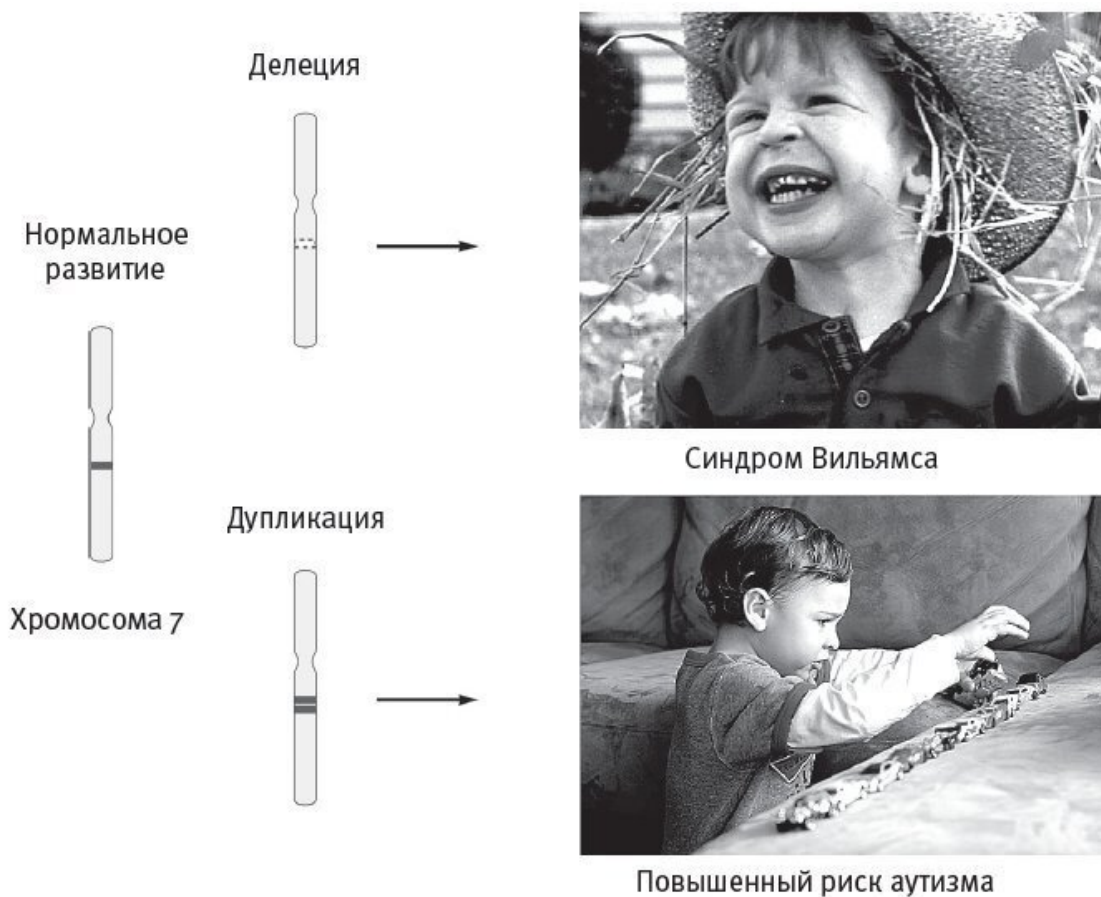 Делеция
Нормальное
развитие
Синдром Вильямса
Дупликация
Хромосома 7
Повышенный риск аутизма